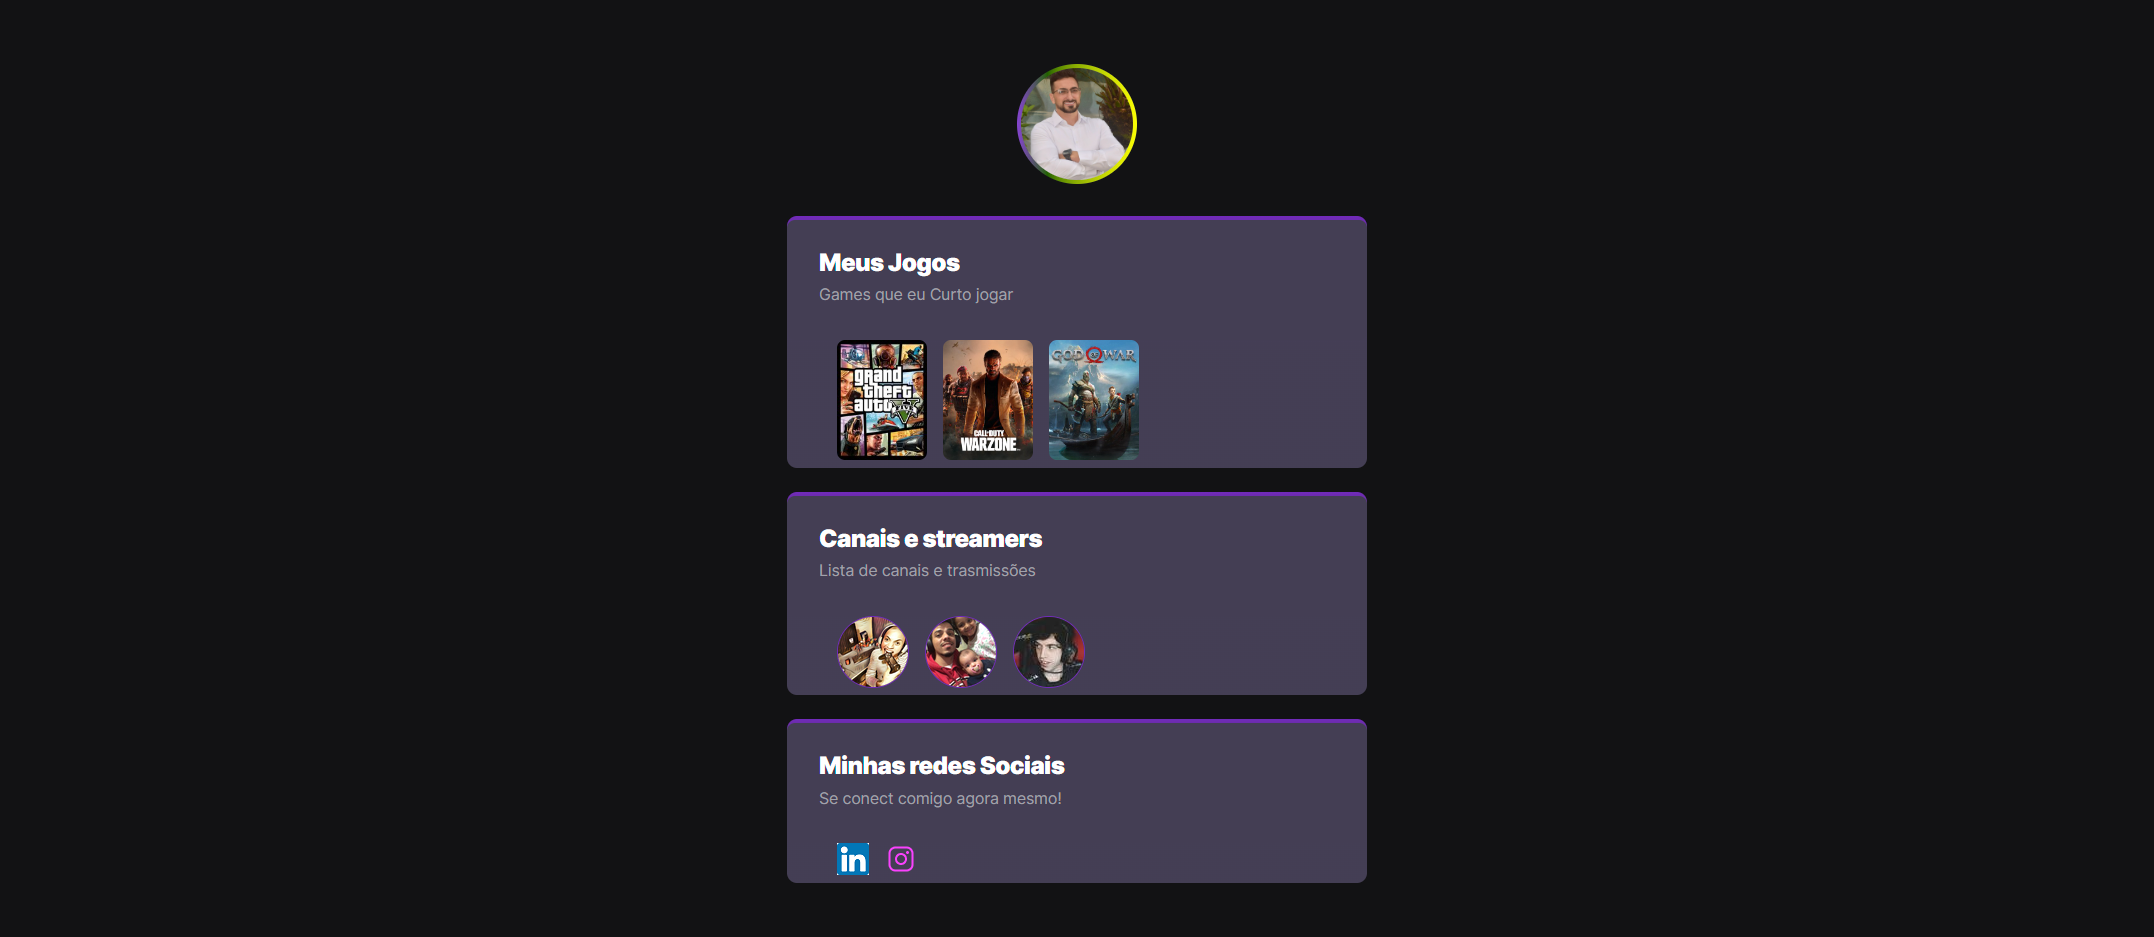 Meus Jogos
Games que eu Curto jogar
grand
theft
auto V
CALL OF DUTY
WARZONE
GOD OF WAR
Canais e streamers
Lista de canais e trasmissões
Minhas redes Sociais
Se conect comigo agora mesmo!
in